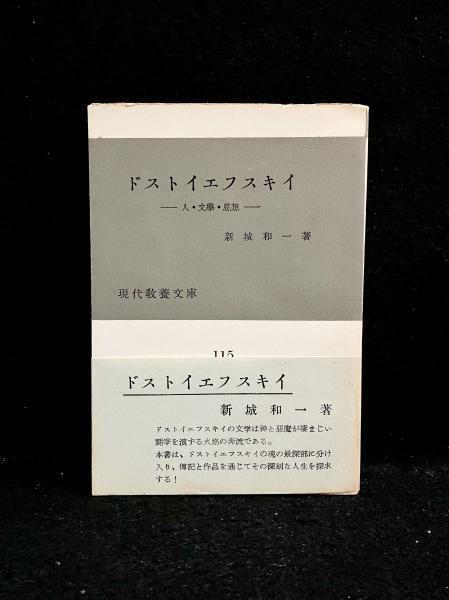 ドストイエフスキイ
── 人・文學・思想 ──
新城和一著
現代敎養文庫
115
ドストイエフスキイ
新城和一著
ドストイエフスキイの文学は神と惡魔が凄まじい
闘爭を演する火焔の奔流である。
本書は、ドストイエフスキイの魂の最深部に分け
入り、傳記と作品を通じてその深刻な人生を探求
する！